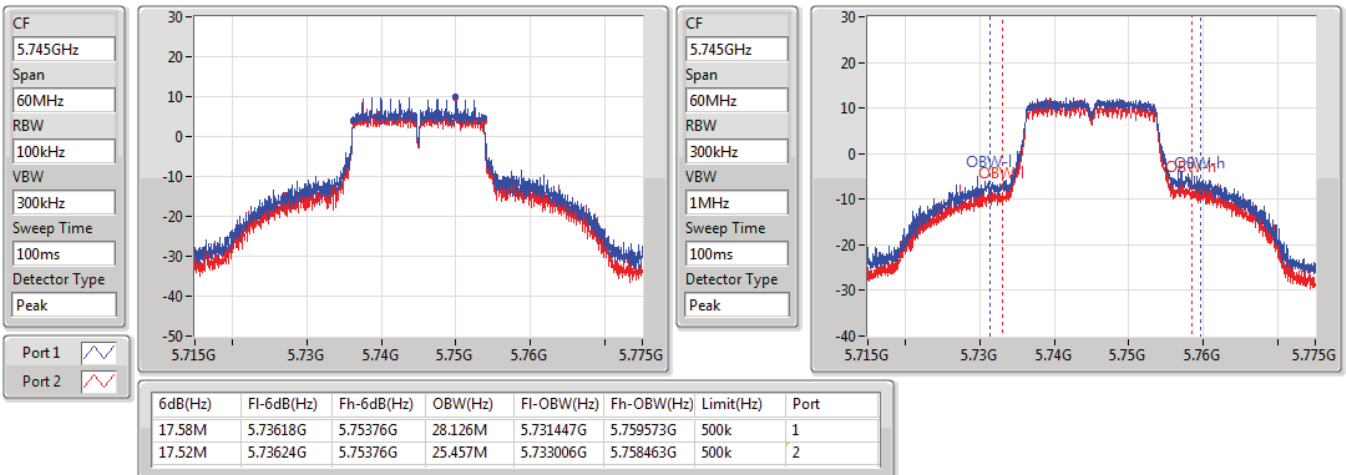 CF
5.745GHz
Span
60MHz
RBW
100kHz
VBW
300kHz
Sweep Time
100ms
Detector Type
Peak
Port 1
Port 2
30
20
10
0
-10
-20
-30
-40
-50
5.715G 5.73G 5.74G 5.75G 5.76G 5.775G
CF
5.745GHz
Span
60MHz
RBW
300kHz
VBW
1MHz
Sweep Time
100ms
Detector Type
Peak
30
20
10
0
-10
-20
-30
-40
OBW-l
OBW-l
OBW-h
OBW-h
5.715G 5.73G 5.74G 5.75G 5.76G 5.775G
6dB(Hz) Fl-6dB(Hz) Fh-6dB(Hz) OBW(Hz) Fl-OBW(Hz) Fh-OBW(Hz) Limit(Hz) Port
17.58M 5.73618G 5.75376G 28.126M 5.731447G 5.759573G 500k 1
17.52M 5.73624G 5.75376G 25.457M 5.733006G 5.758463G 500k 2